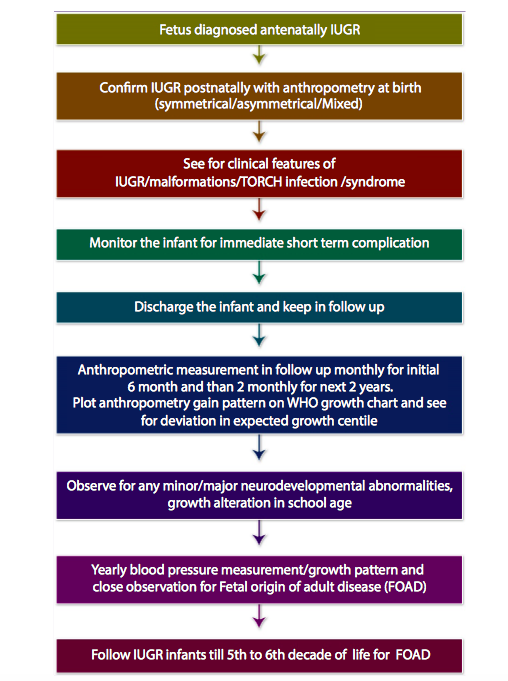 Fetus diagnosed antenatally IUGR
Confirm IUGR postnatally with anthropometry at birth
(symmetrical/asymmetrical/Mixed)
See for clinical features of
IUGR/malformations/TORCH infection /syndrome
Monitor the infant for immediate short term complication
Discharge the infant and keep in follow up
Anthropometric measurement in follow up monthly for initial
6 month and than 2 monthly for next 2 years.
Plot anthropometry gain pattern on WHO growth chart and see
for deviation in expected growth centile
Observe for any minor/major neurodevelopmental abnormalities,
growth alteration in school age
Yearly blood pressure measurement/growth pattern and
close observation for Fetal origin of adult disease (FOAD)
Follow IUGR infants till 5th to 6th decade of life for FOAD